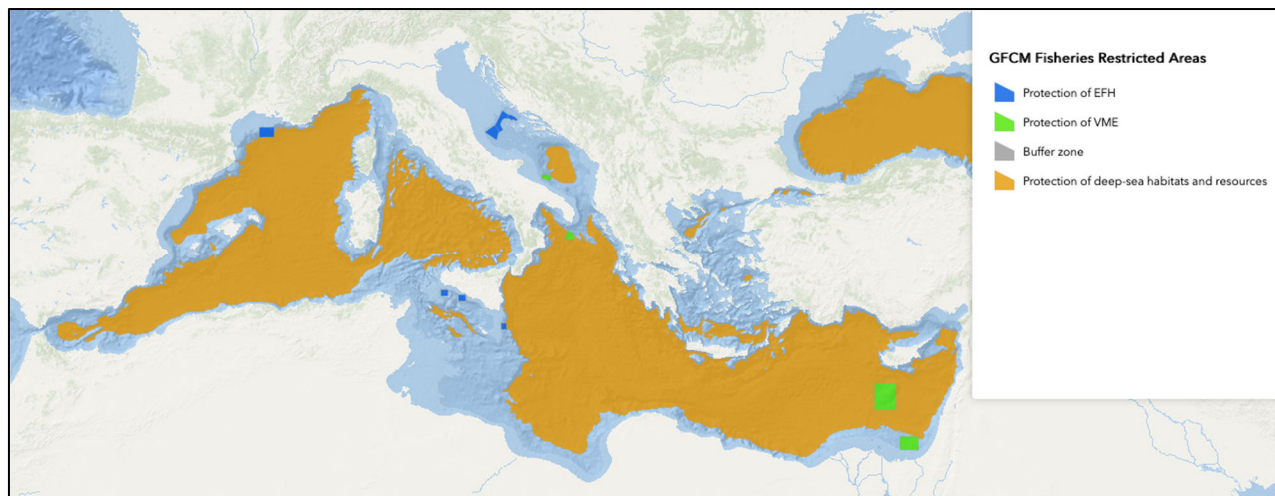 GFCM Fisheries Restricted Areas
Protection of EFH
Protection of VME
Buffer zone
Protection of deep-sea habitats and resources